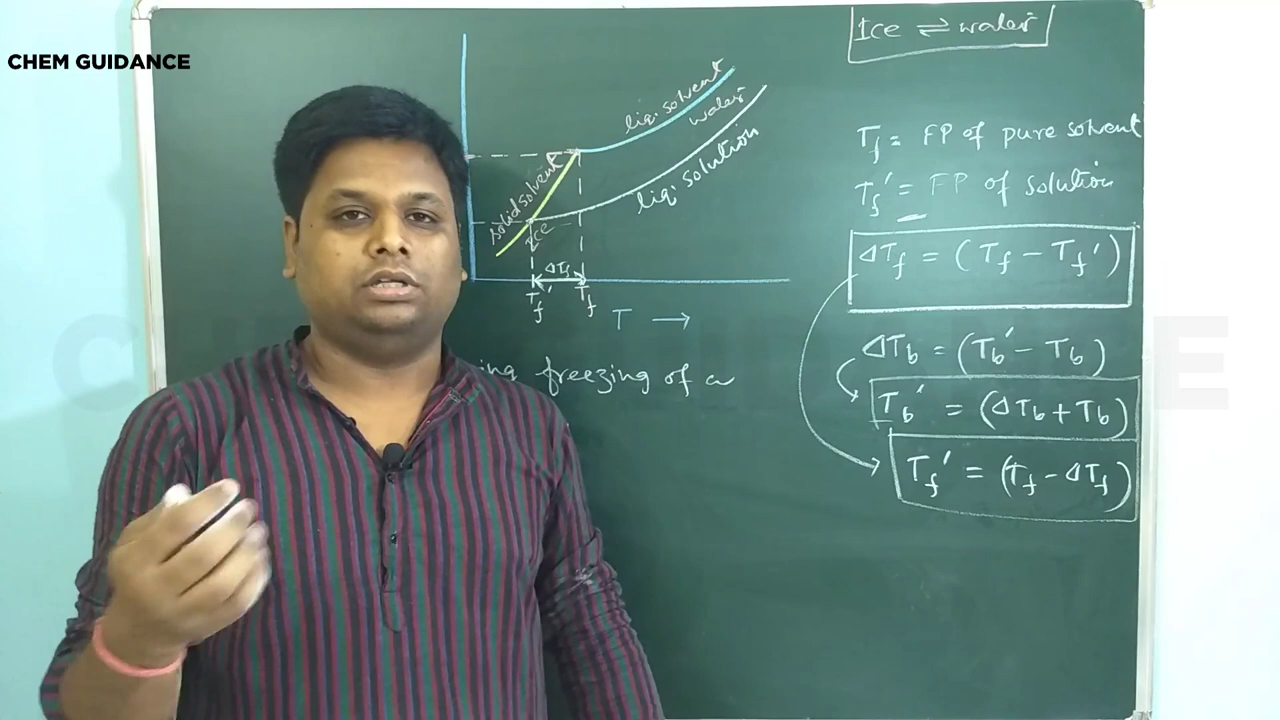 CHEM GUIDANCE
Ice ⇌ water
liq. solvent
water
liq. solution
solid solvent
Ice
ΔTf
Tf' Tf
T →
ing freezing of a
Tf = FP of pure solvent
Tf' = FP of solution
ΔTf = (Tf - Tf')
ΔTb = (Tb' - Tb)
Tb' = (ΔTb + Tb)
Tf' = (Tf - ΔTf)
E